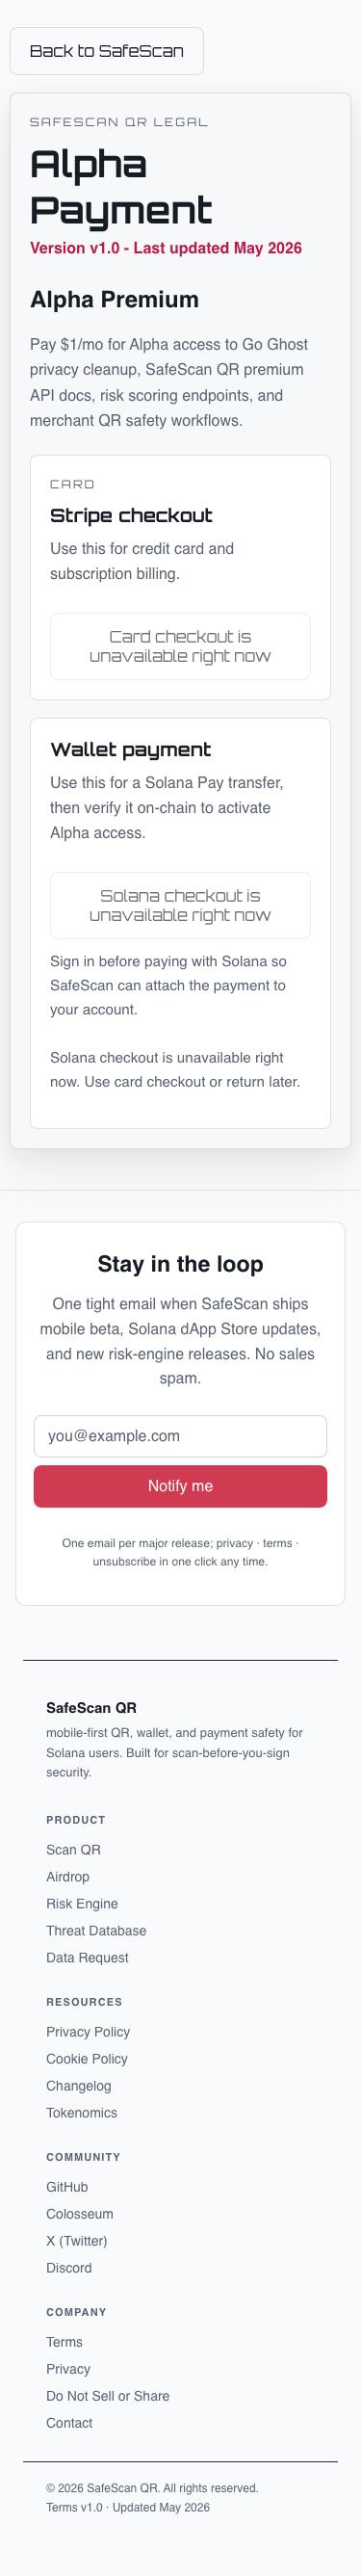 Back to SafeScan
SAFESCAN QR LEGAL
Alpha
Payment
Version v1.0 - Last updated May 2026
Alpha Premium
Pay $1/mo for Alpha access to Go Ghost
privacy cleanup, SafeScan QR premium
API docs, risk scoring endpoints, and
merchant QR safety workflows.
CARD
Stripe checkout
Use this for credit card and
subscription billing.
Card checkout is
unavailable right now
Wallet payment
Use this for a Solana Pay transfer,
then verify it on-chain to activate
Alpha access.
Solana checkout is
unavailable right now
Sign in before paying with Solana so
SafeScan can attach the payment to
your account.
Solana checkout is unavailable right
now. Use card checkout or return later.
Stay in the loop
One tight email when SafeScan ships
mobile beta, Solana dApp Store updates,
and new risk-engine releases. No sales
spam.
you@example.com
Notify me
One email per major release; privacy · terms ·
unsubscribe in one click any time.
SafeScan QR
mobile-first QR, wallet, and payment safety for
Solana users. Built for scan-before-you-sign
security.
PRODUCT
Scan QR
Airdrop
Risk Engine
Threat Database
Data Request
RESOURCES
Privacy Policy
Cookie Policy
Changelog
Tokenomics
COMMUNITY
GitHub
Colosseum
X (Twitter)
Discord
COMPANY
Terms
Privacy
Do Not Sell or Share
Contact
© 2026 SafeScan QR. All rights reserved.
Terms v1.0 · Updated May 2026